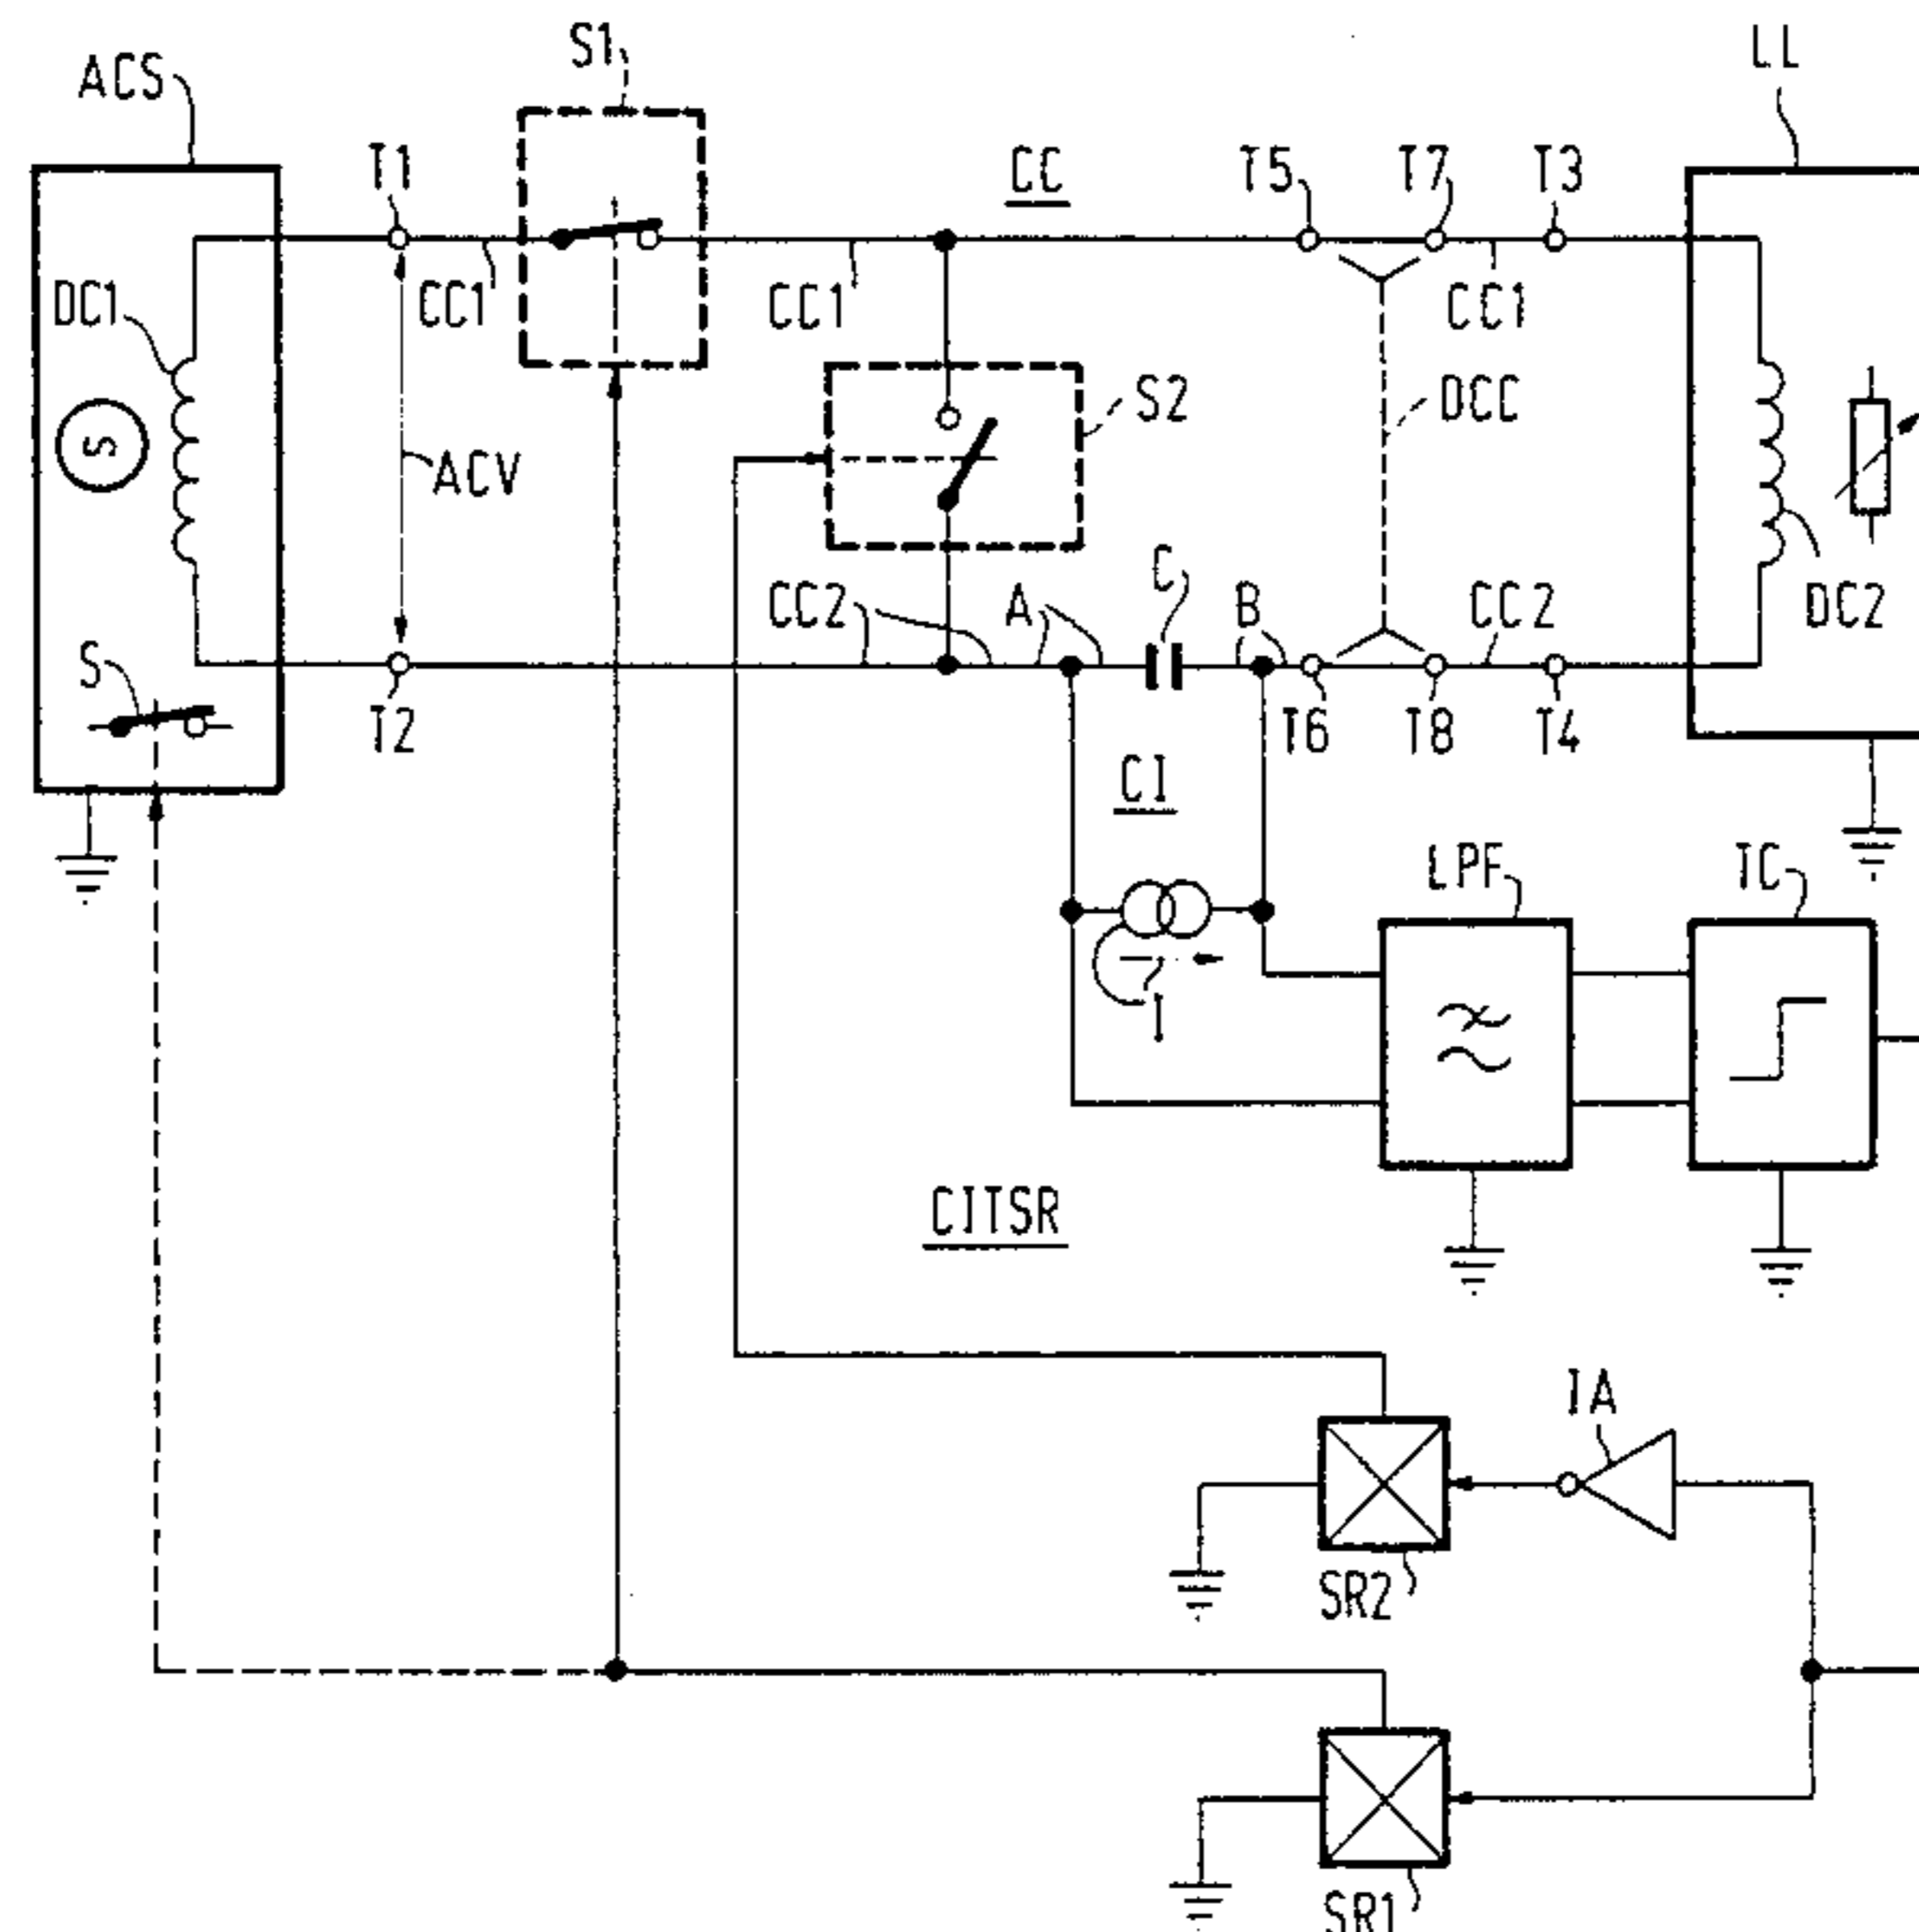 S1
ACS
LL
T1
CC
T5
T7
T3
DC1
CC1
CC1
CC1
S
ACV
S2
DCC
C
CC2
A
B
CC2
DC2
S
T2
T6
T8
T4
CI
LPF
TC
I
CITSR
IA
SR2
SR1